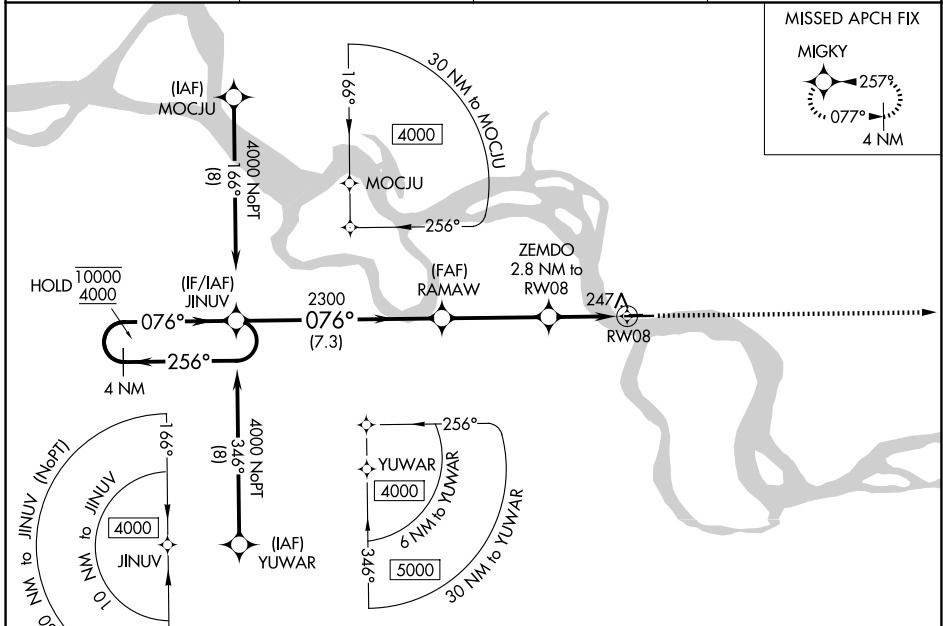 MISSED APCH FIX
MIGKY
257°
077°
4 NM
(IAF)
MOCJU
4000 NoPT
166°
(8)
166°
30 NM to MOCJU
4000
MOCJU
256°
HOLD 10000
4000
(IF/IAF)
JINUV
076°
256°
4 NM
2300
076°
(7.3)
(FAF)
RAMAW
ZEMDO
2.8 NM to
RW08
247
RW08
4000 NoPT
346°
(8)
(IAF)
YUWAR
NM to JINUV (NoPT)
10 NM to JINUV
166°
4000
JINUV
256°
YUWAR
4000
6 NM to YUWAR
346°
5000
30 NM to YUWAR